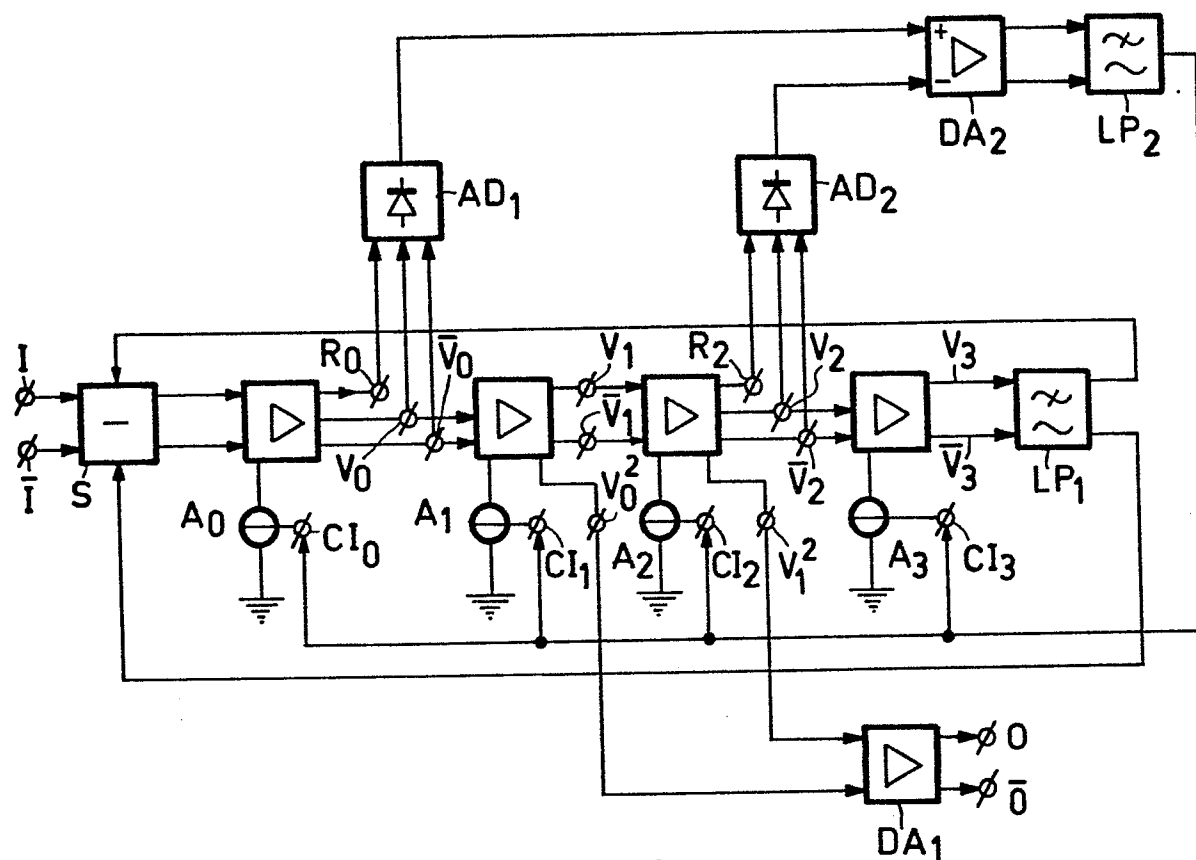 +
−
DA₂
LP₂
AD₁
AD₂
I
Ī
−
S
R₀
V₀
V̄₀
V₁
V̄₁
R₂
V₂
V̄₂
V₃
V̄₃
LP₁
A₀
CI₀
A₁
CI₁
V₀²
A₂
CI₂
V₁²
A₃
CI₃
O
Ō
DA₁